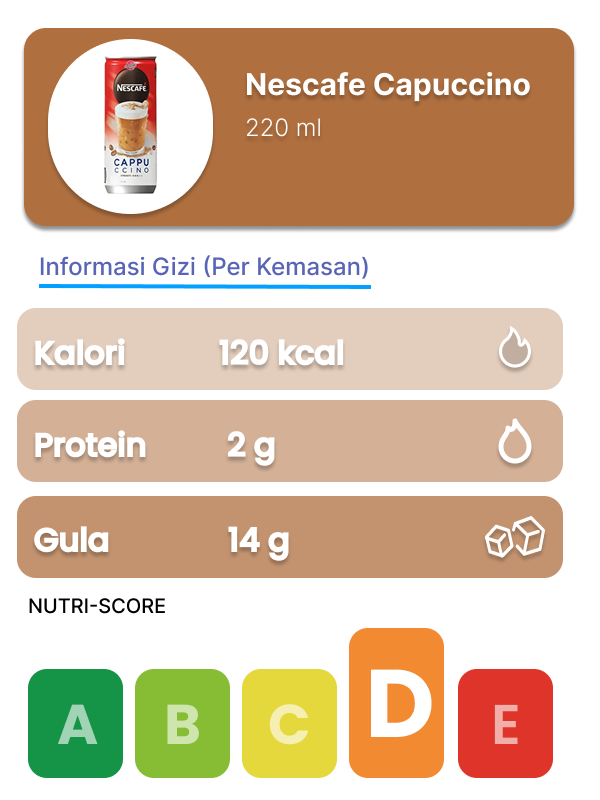 NESCAFÉ
CAPPU
CCINO
Nescafe Capuccino
220 ml
Informasi Gizi (Per Kemasan)
Kalori 120 kcal
Protein 2 g
Gula 14 g
NUTRI-SCORE
A B C D E